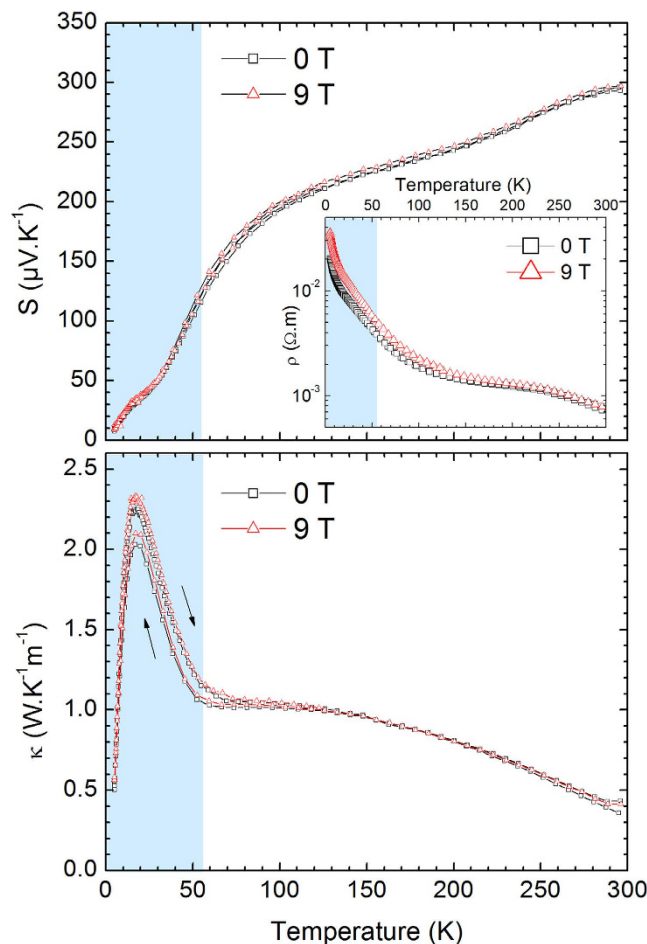 350
300
250
200
150
100
50
0
S (µV.K⁻¹)
0 T
9 T
Temperature (K)
0 50 100 150 200 250 300
10⁻²
10⁻³
ρ (Ω.m)
0 T
9 T
2.5
2.0
1.5
1.0
0.5
0.0
κ (W.K⁻¹m⁻¹)
0 T
9 T
0 50 100 150 200 250 300
Temperature (K)